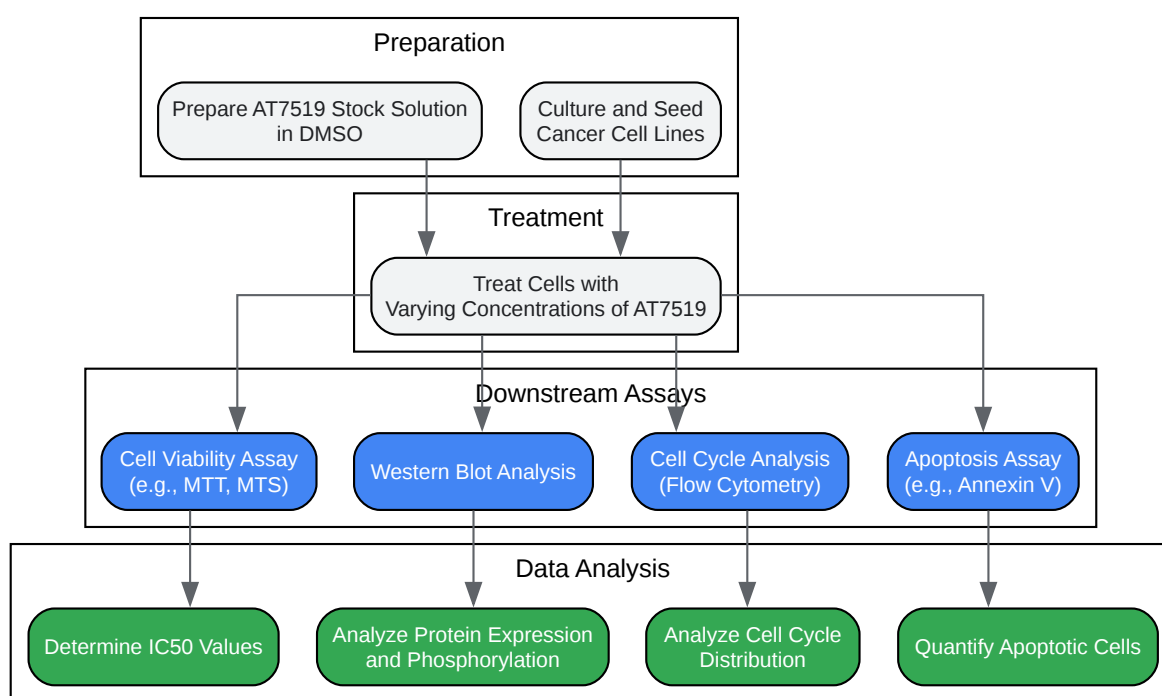 Preparation
Prepare AT7519 Stock Solution
in DMSO
Culture and Seed
Cancer Cell Lines
Treatment
Treat Cells with
Varying Concentrations of AT7519
Downstream Assays
Cell Viability Assay
(e.g., MTT, MTS)
Western Blot Analysis
Cell Cycle Analysis
(Flow Cytometry)
Apoptosis Assay
(e.g., Annexin V)
Data Analysis
Determine IC50 Values
Analyze Protein Expression
and Phosphorylation
Analyze Cell Cycle
Distribution
Quantify Apoptotic Cells